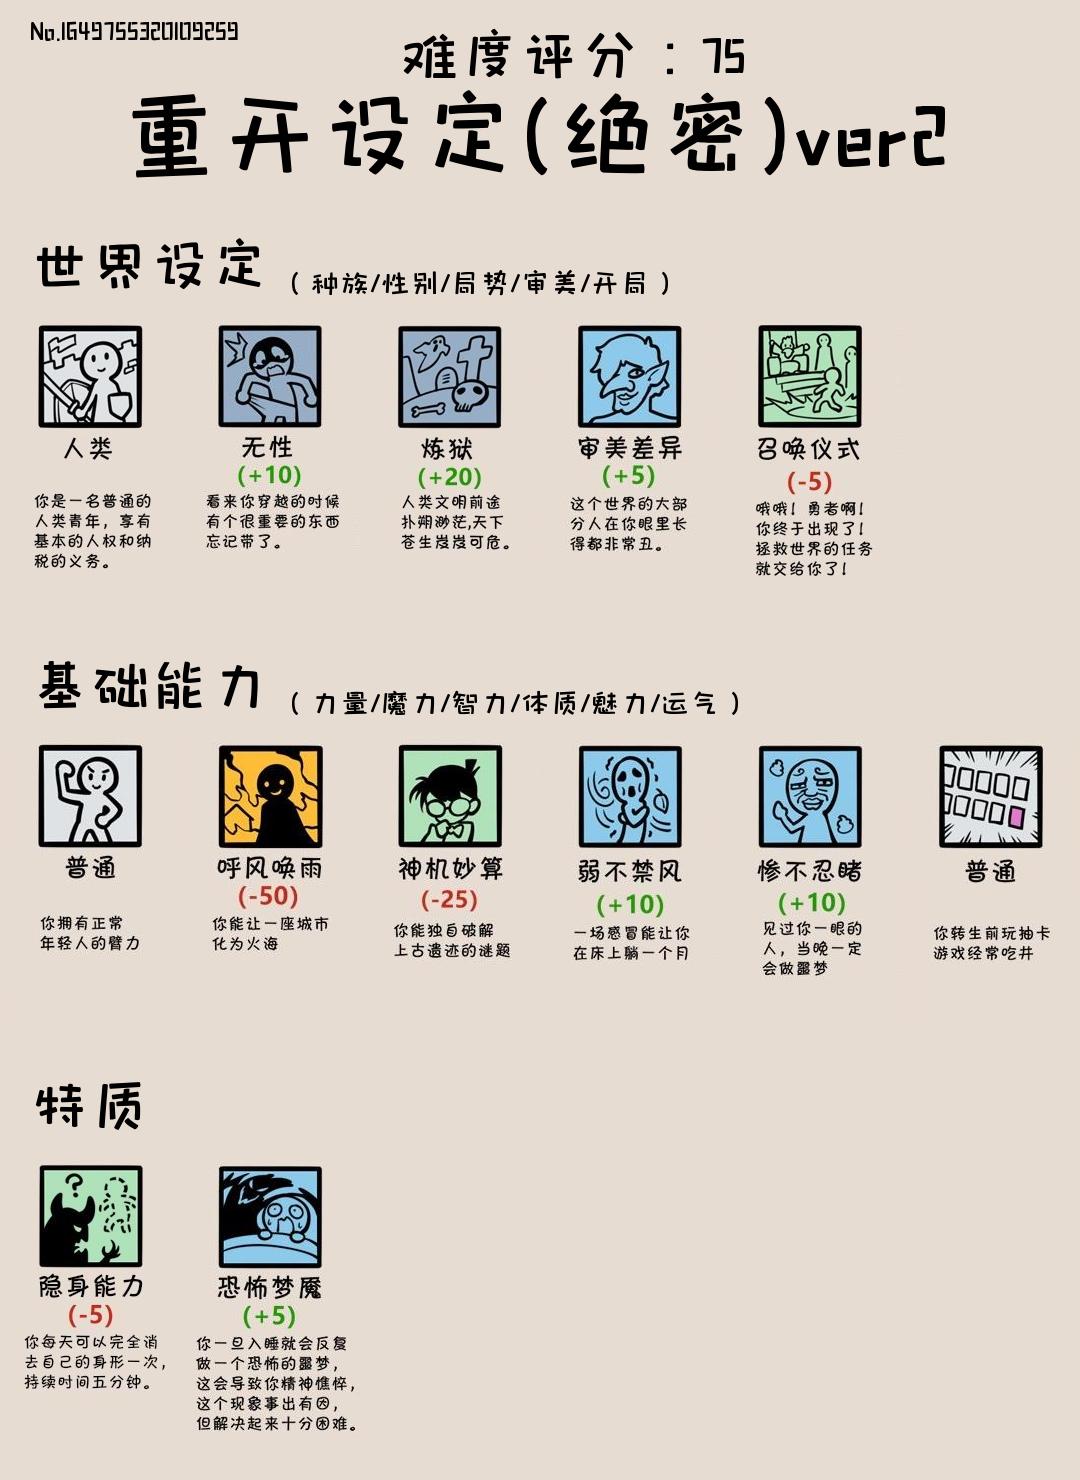 No.1649755320109259
难度评分：75
重开设定(绝密)ver2
世界设定 (种族/性别/局势/审美/开局)
人类
你是一名普通的
人类青年，享有
基本的人权和纳
税的义务。
无性
(+10)
看来你穿越的时候
有个很重要的东西
忘记带了。
炼狱
(+20)
人类文明前途
扑朔渺茫,天下
苍生岌岌可危。
审美差异
(+5)
这个世界的大部
分人在你眼里长
得都非常丑。
召唤仪式
(-5)
哦哦！勇者啊！
你终于出现了！
拯救世界的任务
就交给你了！
基础能力 (力量/魔力/智力/体质/魅力/运气)
普通
你拥有正常
年轻人的臂力
呼风唤雨
(-50)
你能让一座城市
化为火海
神机妙算
(-25)
你能独自破解
上古遗迹的谜题
弱不禁风
(+10)
一场感冒能让你
在床上躺一个月
惨不忍睹
(+10)
见过你一眼的
人，当晚一定
会做噩梦
普通
你转生前玩抽卡
游戏经常吃井
特质
隐身能力
(-5)
你每天可以完全消
去自己的身形一次，
持续时间五分钟。
恐怖梦魇
(+5)
你一旦入睡就会反复
做一个恐怖的噩梦，
这会导致你精神憔悴，
这个现象事出有因，
但解决起来十分困难。